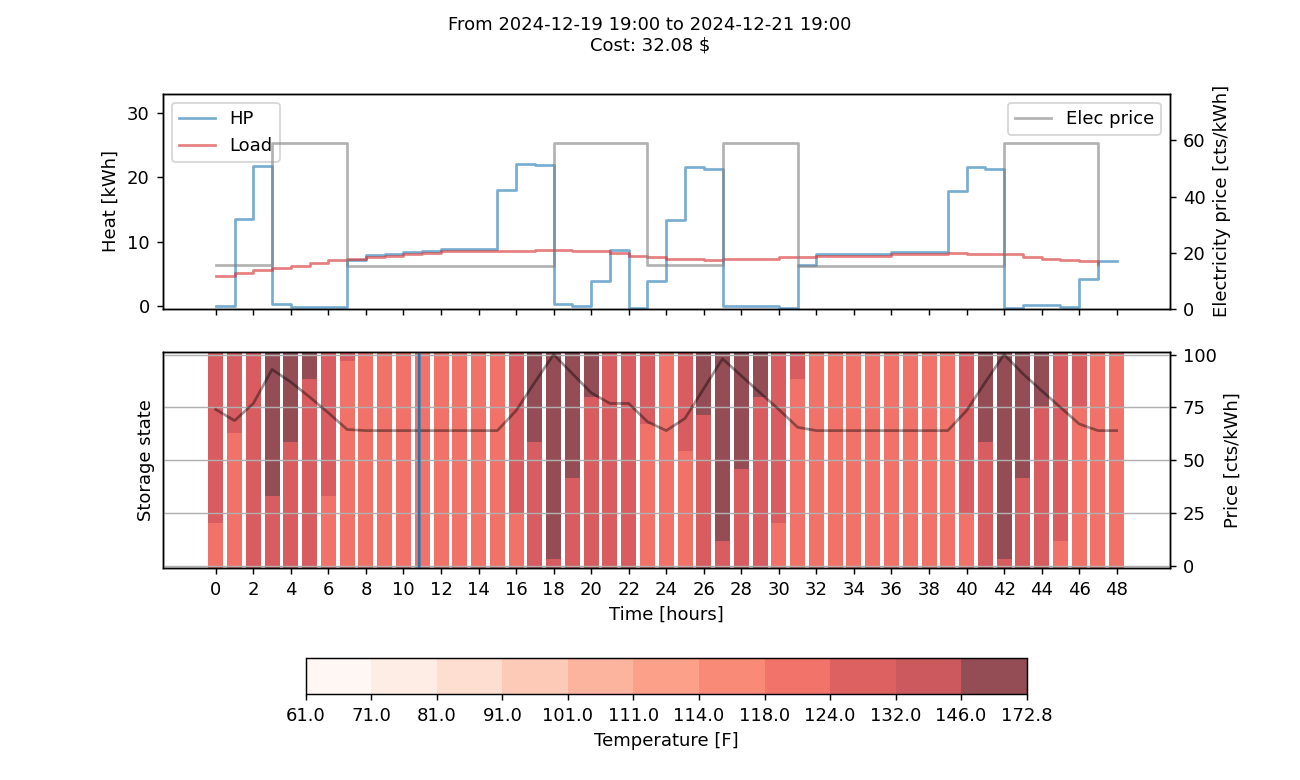 From 2024-12-19 19:00 to 2024-12-21 19:00
Cost: 32.08 $
HP
Load
Elec price
Heat [kWh]
30
20
10
0
Electricity price [cts/kWh]
60
40
20
0
Storage state
Price [cts/kWh]
100
75
50
25
0
0 2 4 6 8 10 12 14 16 18 20 22 24 26 28 30 32 34 36 38 40 42 44 46 48
Time [hours]
61.0 71.0 81.0 91.0 101.0 111.0 114.0 118.0 124.0 132.0 146.0 172.8
Temperature [F]